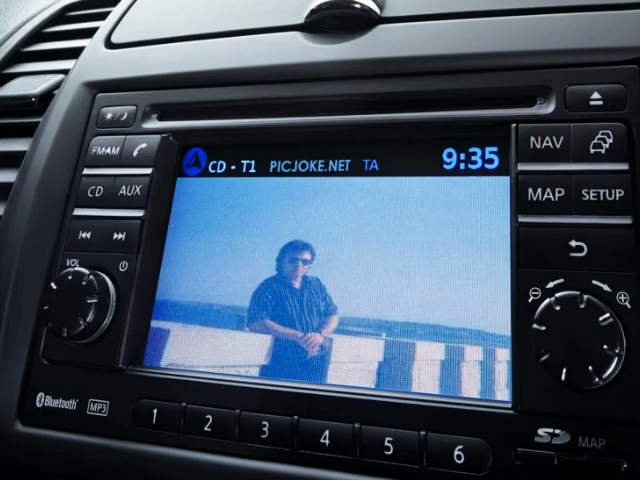 CD - T1 PICJOKE.NET TA 9:35
FM•AM
CD AUX
VOL
Bluetooth® MP3
1 2 3 4 5 6
NAV
MAP SETUP
SD MAP